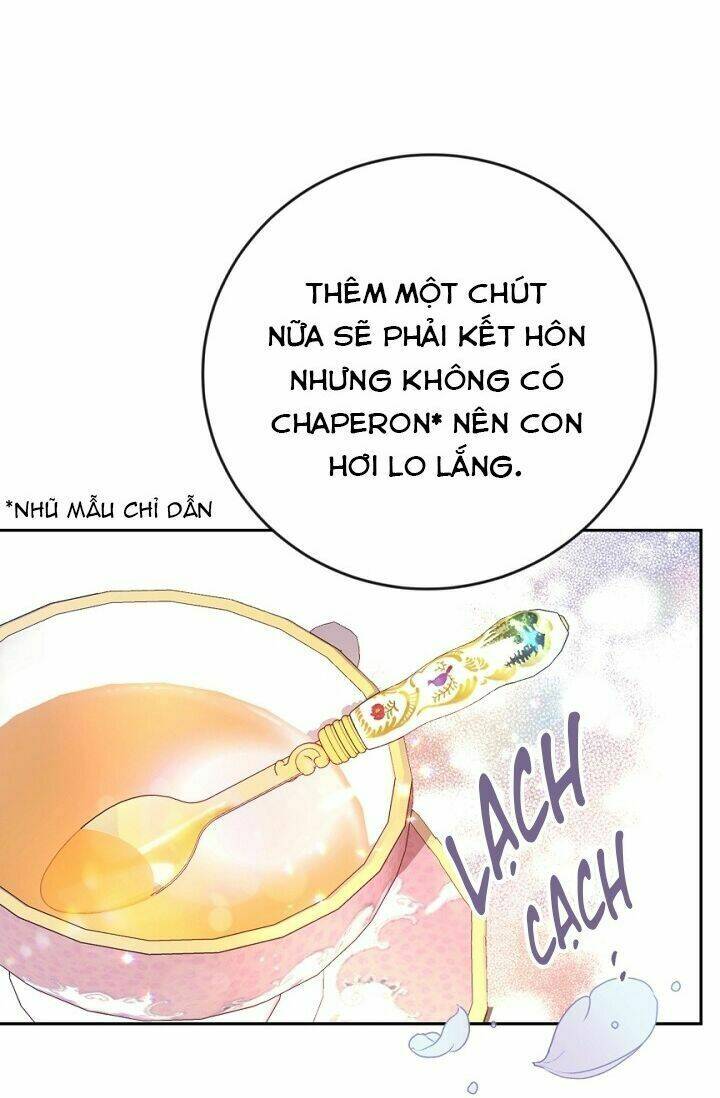 THÊM MỘT CHÚT
NỮA SẼ PHẢI KẾT HÔN
NHƯNG KHÔNG CÓ
CHAPERON* NÊN CON
HƠI LO LẮNG.
*NHŨ MẪU CHỈ DẪN
LẠCH
CẠCH